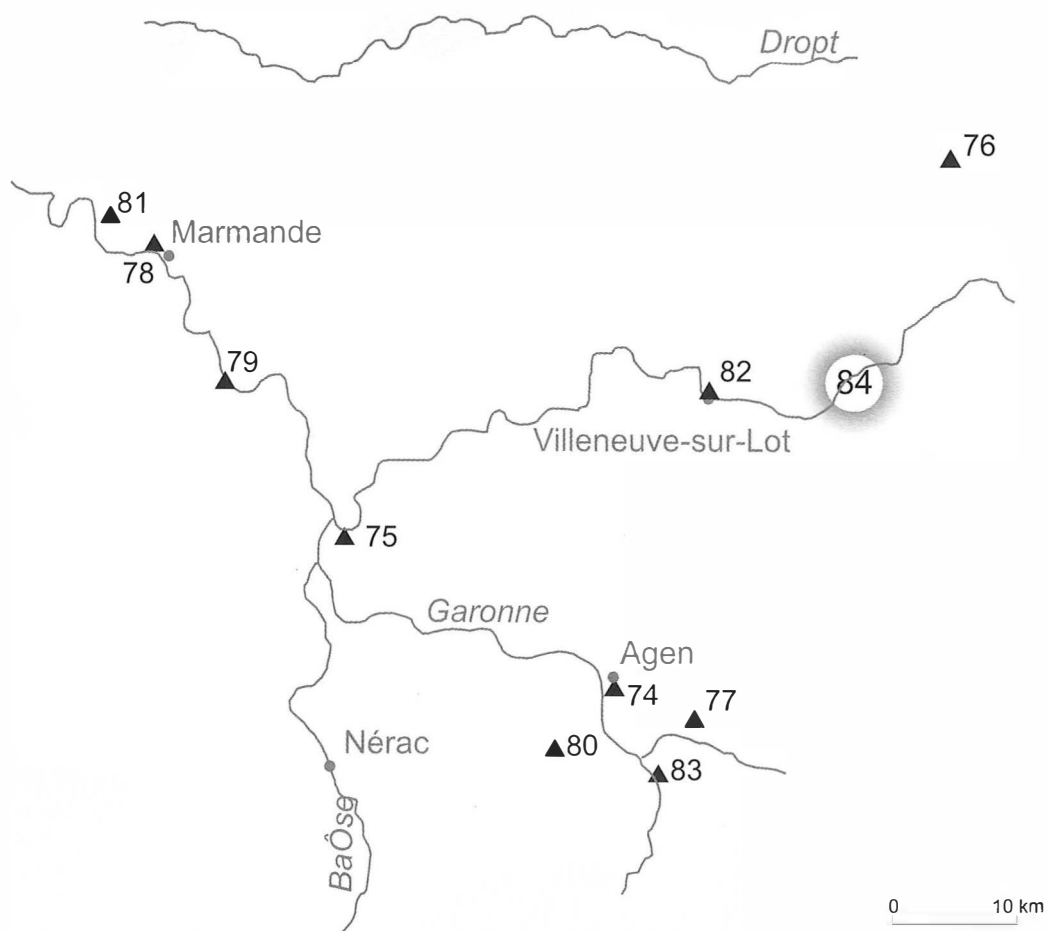 Dropt
76
81
Marmande
78
79
82
84
Villeneuve-sur-Lot
75
Garonne
Agen
74
77
Nérac
80
83
BaÔse
0 10 km